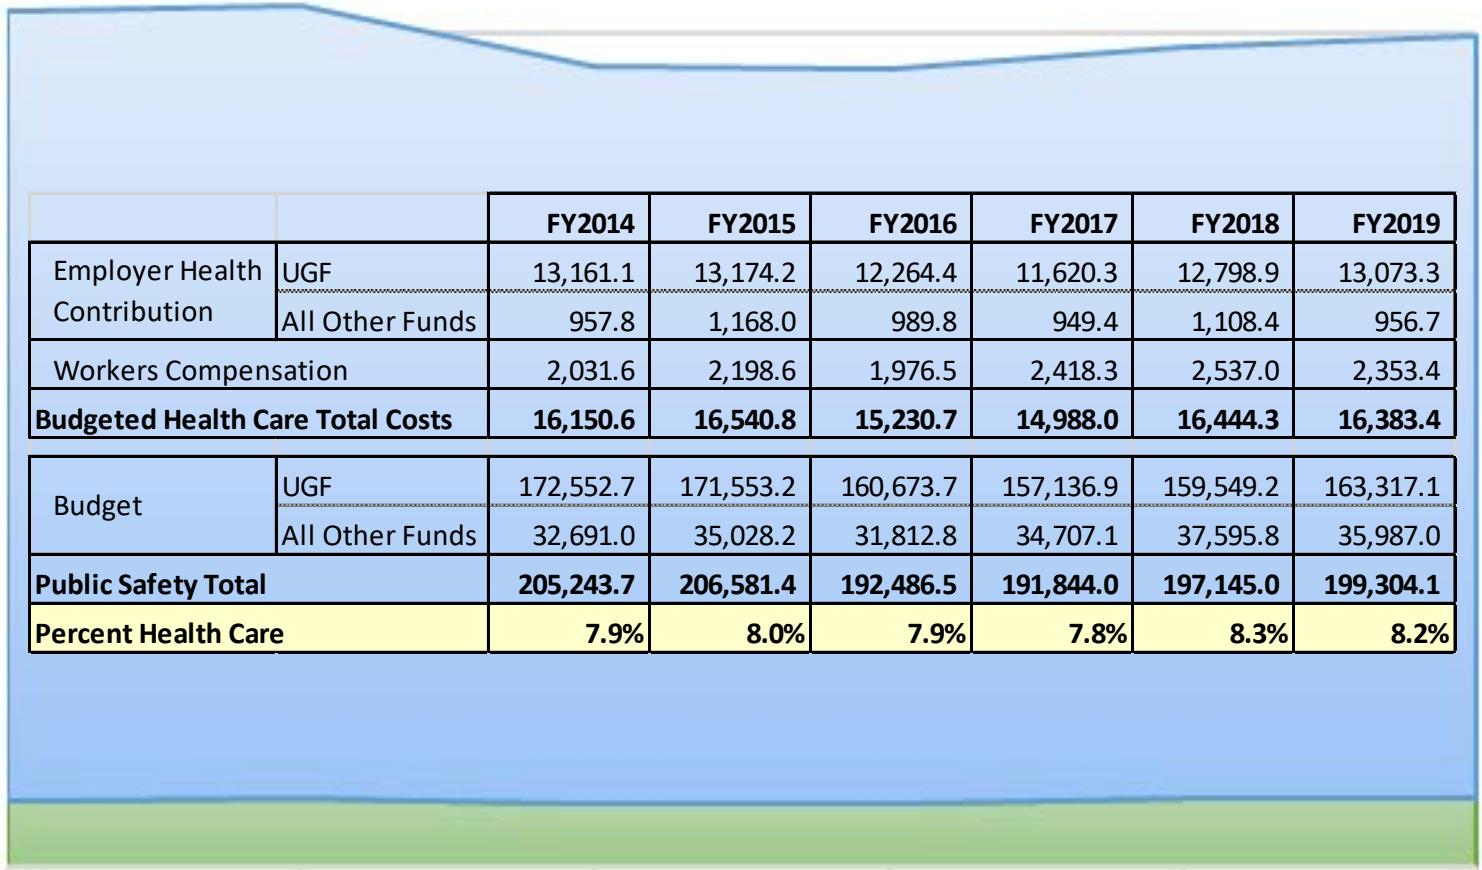 FY2014 FY2015 FY2016 FY2017 FY2018 FY2019
Employer Health Contribution UGF 13,161.1 13,174.2 12,264.4 11,620.3 12,798.9 13,073.3
All Other Funds 957.8 1,168.0 989.8 949.4 1,108.4 956.7
Workers Compensation 2,031.6 2,198.6 1,976.5 2,418.3 2,537.0 2,353.4
Budgeted Health Care Total Costs 16,150.6 16,540.8 15,230.7 14,988.0 16,444.3 16,383.4
Budget UGF 172,552.7 171,553.2 160,673.7 157,136.9 159,549.2 163,317.1
All Other Funds 32,691.0 35,028.2 31,812.8 34,707.1 37,595.8 35,987.0
Public Safety Total 205,243.7 206,581.4 192,486.5 191,844.0 197,145.0 199,304.1
Percent Health Care 7.9% 8.0% 7.9% 7.8% 8.3% 8.2%